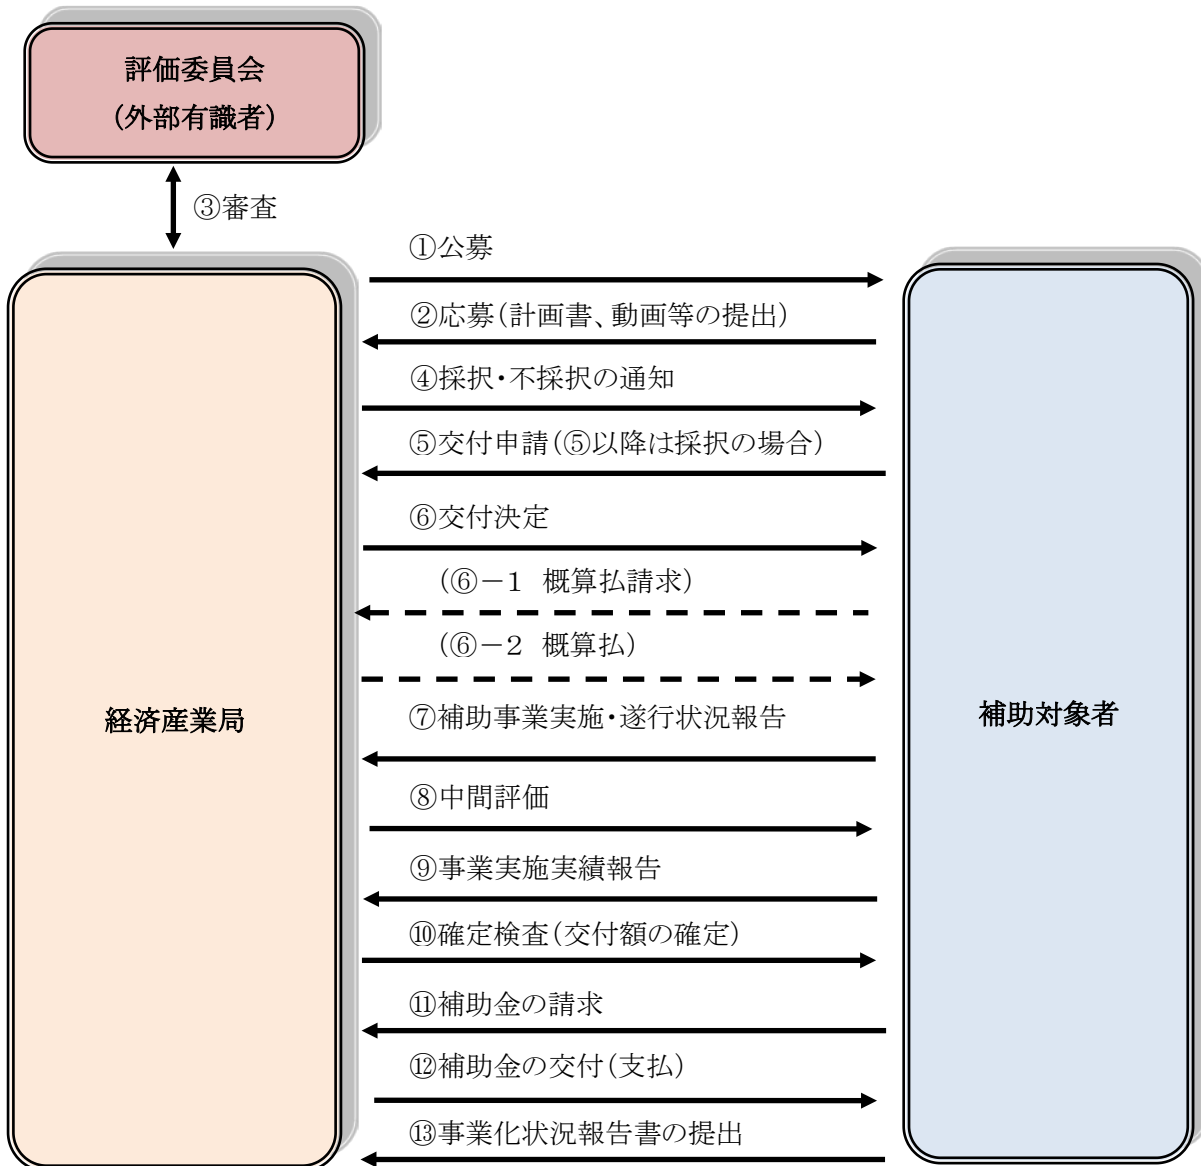 評価委員会
(外部有識者)
③審査
①公募
②応募(計画書、動画等の提出)
④採択・不採択の通知
⑤交付申請(⑤以降は採択の場合)
⑥交付決定
(⑥－1 概算払請求)
(⑥－2 概算払)
経済産業局
補助対象者
⑦補助事業実施・遂行状況報告
⑧中間評価
⑨事業実施実績報告
⑩確定検査(交付額の確定)
⑪補助金の請求
⑫補助金の交付(支払)
⑬事業化状況報告書の提出